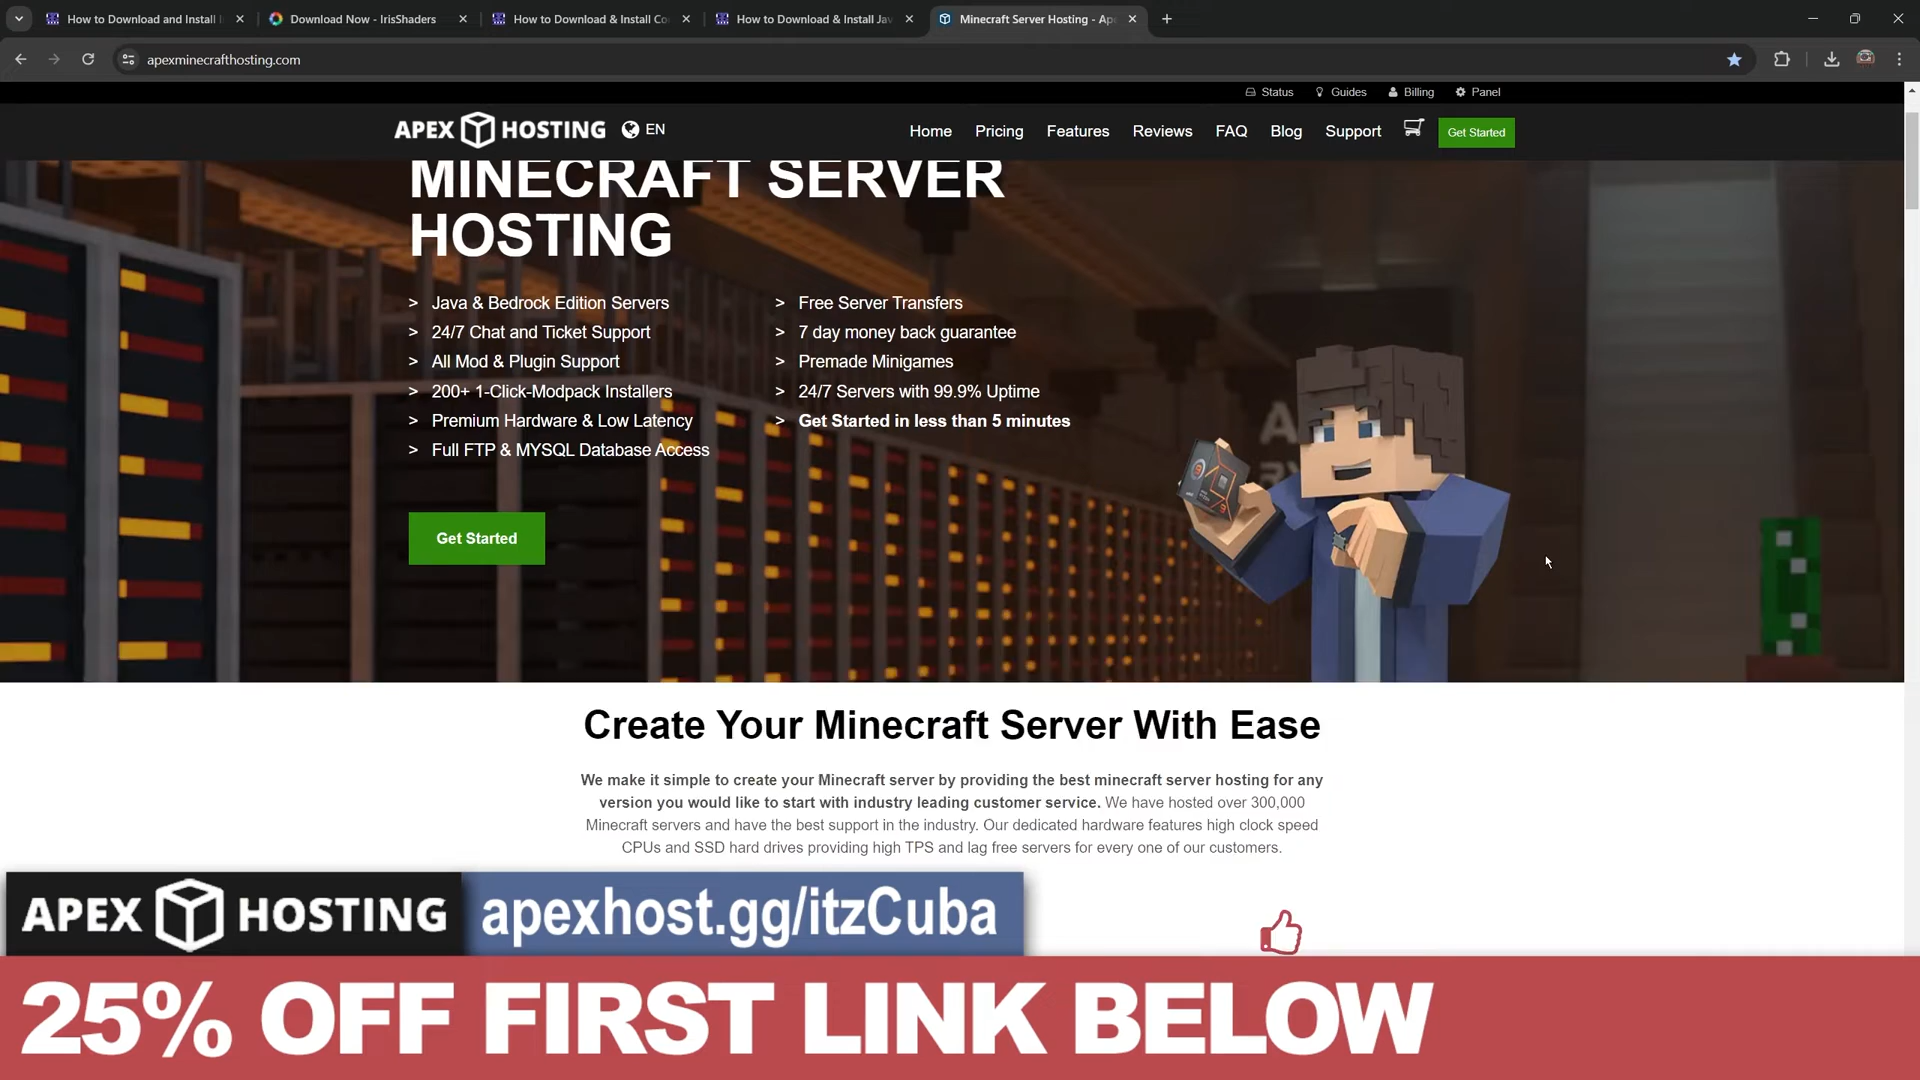 How to Download and Install I
Download Now - IrisShaders
How to Download & Install Co
How to Download & Install Jav
Minecraft Server Hosting - Ape
apexminecrafthosting.com
Status
Guides
Billing
Panel
APEX HOSTING
EN
Home
Pricing
Features
Reviews
FAQ
Blog
Support
Get Started
MINECRAFT SERVER
HOSTING
> Java & Bedrock Edition Servers
> 24/7 Chat and Ticket Support
> All Mod & Plugin Support
> 200+ 1-Click-Modpack Installers
> Premium Hardware & Low Latency
> Full FTP & MYSQL Database Access
> Free Server Transfers
> 7 day money back guarantee
> Premade Minigames
> 24/7 Servers with 99.9% Uptime
> Get Started in less than 5 minutes
Get Started
Create Your Minecraft Server With Ease
We make it simple to create your Minecraft server by providing the best minecraft server hosting for any
version you would like to start with industry leading customer service. We have hosted over 300,000
Minecraft servers and have the best support in the industry. Our dedicated hardware features high clock speed
CPUs and SSD hard drives providing high TPS and lag free servers for every one of our customers.
APEX HOSTING
apexhost.gg/itzCuba
25% OFF FIRST LINK BELOW